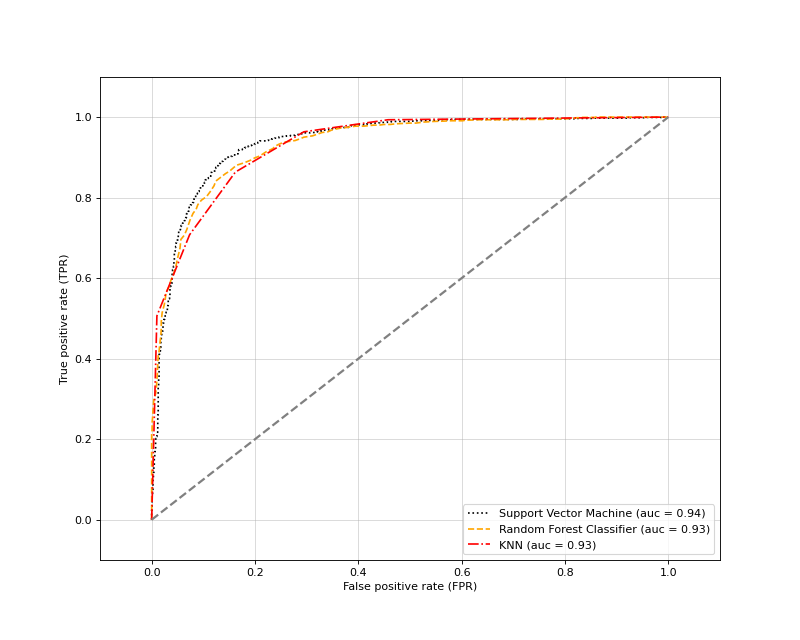 1.0
0.8
0.6
0.4
0.2
0.0
True positive rate (TPR)
Support Vector Machine (auc = 0.94)
Random Forest Classifier (auc = 0.93)
KNN (auc = 0.93)
0.0 0.2 0.4 0.6 0.8 1.0
False positive rate (FPR)